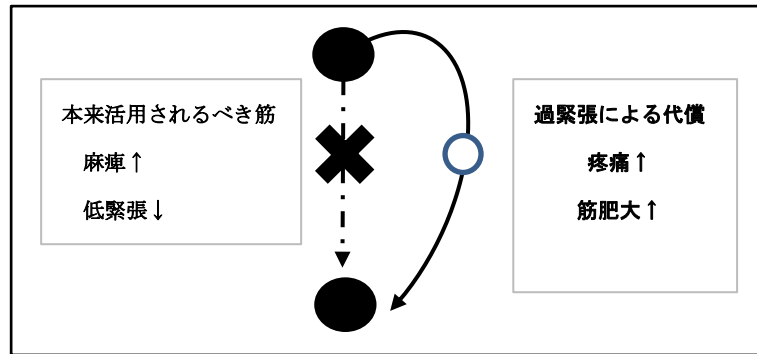 本来活用されるべき筋
麻痺↑
低緊張↓
過緊張による代償
疼痛↑
筋肥大↑